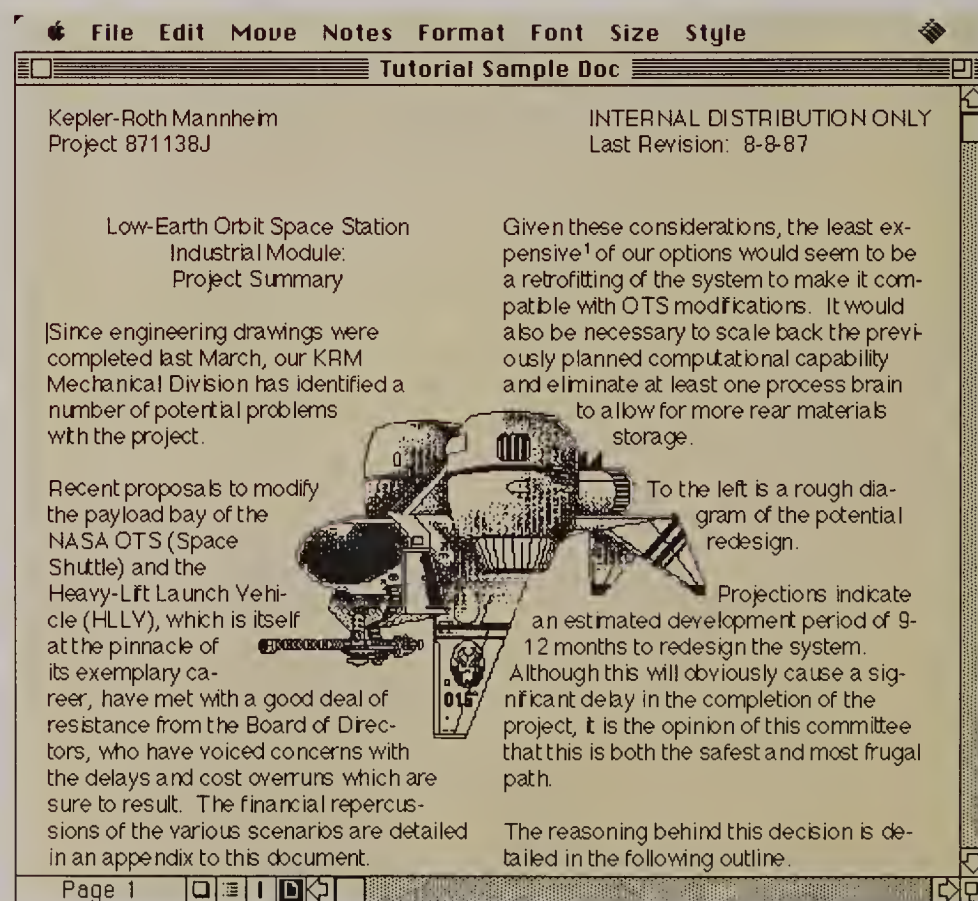 File Edit Move Notes Format Font Size Style
Tutorial Sample Doc
Kepler-Roth Mannheim
Project 871138J
INTERNAL DISTRIBUTION ONLY
Last Revision: 8-8-87
Low-Earth Orbit Space Station
Industrial Module:
Project Summary
Since engineering drawings were
completed last March, our KRM
Mechanical Division has identified a
number of potential problems
with the project.
Recent proposals to modify
the payload bay of the
NASA OTS (Space
Shuttle) and the
Heavy-Lift Launch Vehi-
cle (HLLV), which is itself
at the pinnacle of
its exemplary ca-
reer, have met with a good deal of
resistance from the Board of Direc-
tors, who have voiced concerns with
the delays and cost overruns which are
sure to result. The financial repercus-
sions of the various scenarios are detailed
in an appendix to this document.
Given these considerations, the least ex-
pensive¹ of our options would seem to be
a retrofitting of the system to make it com-
patible with OTS modifications. It would
also be necessary to scale back the previ-
ously planned computational capability
and eliminate at least one process brain
to allow for more rear materials
storage.
To the left is a rough dia-
gram of the potential
redesign.
Projections indicate
an estimated development period of 9-
12 months to redesign the system.
Although this will obviously cause a sig-
nificant delay in the completion of the
project, it is the opinion of this committee
that this is both the safest and most frugal
path.
The reasoning behind this decision is de-
tailed in the following outline.
016
Page 1